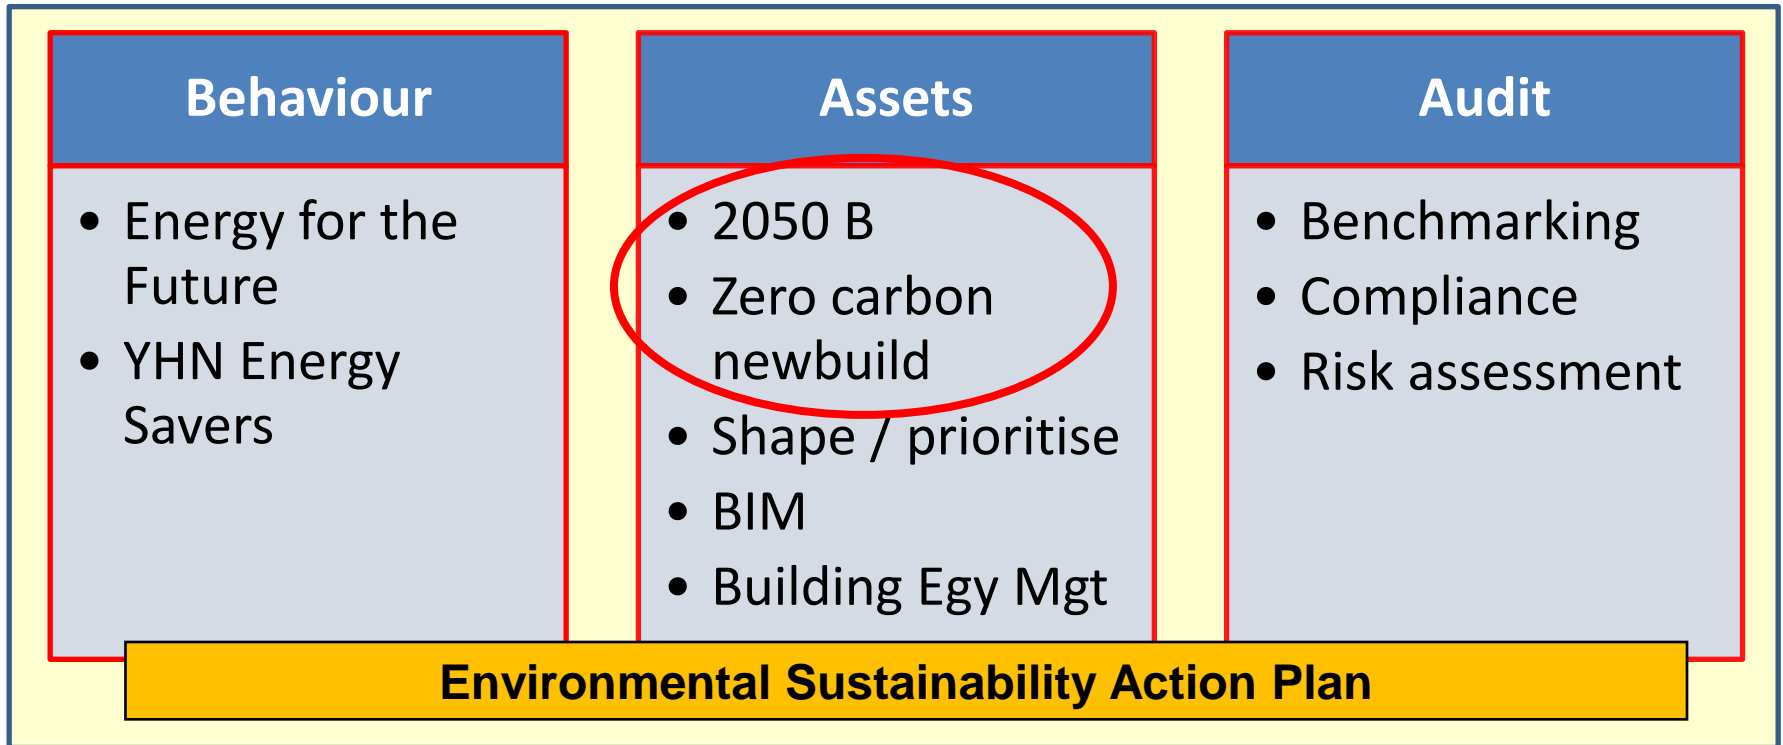 Behaviour
• Energy for the
Future
• YHN Energy
Savers
Assets
• 2050 B
• Zero carbon
newbuild
• Shape / prioritise
• BIM
• Building Egy Mgt
Audit
• Benchmarking
• Compliance
• Risk assessment
Environmental Sustainability Action Plan